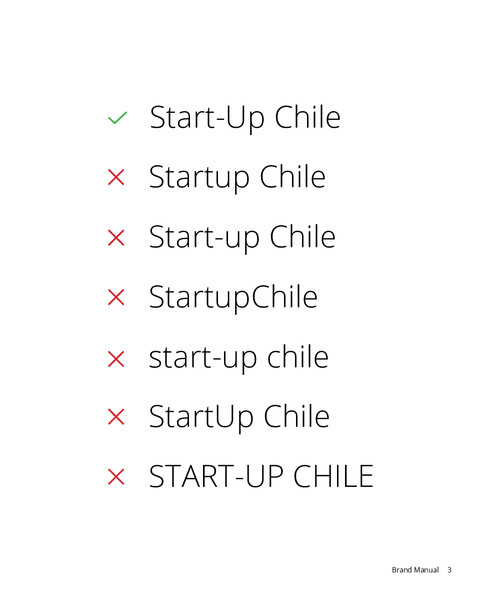 Start-Up Chile
Startup Chile
Start-up Chile
StartupChile
start-up chile
StartUp Chile
START-UP CHILE
Brand Manual 3